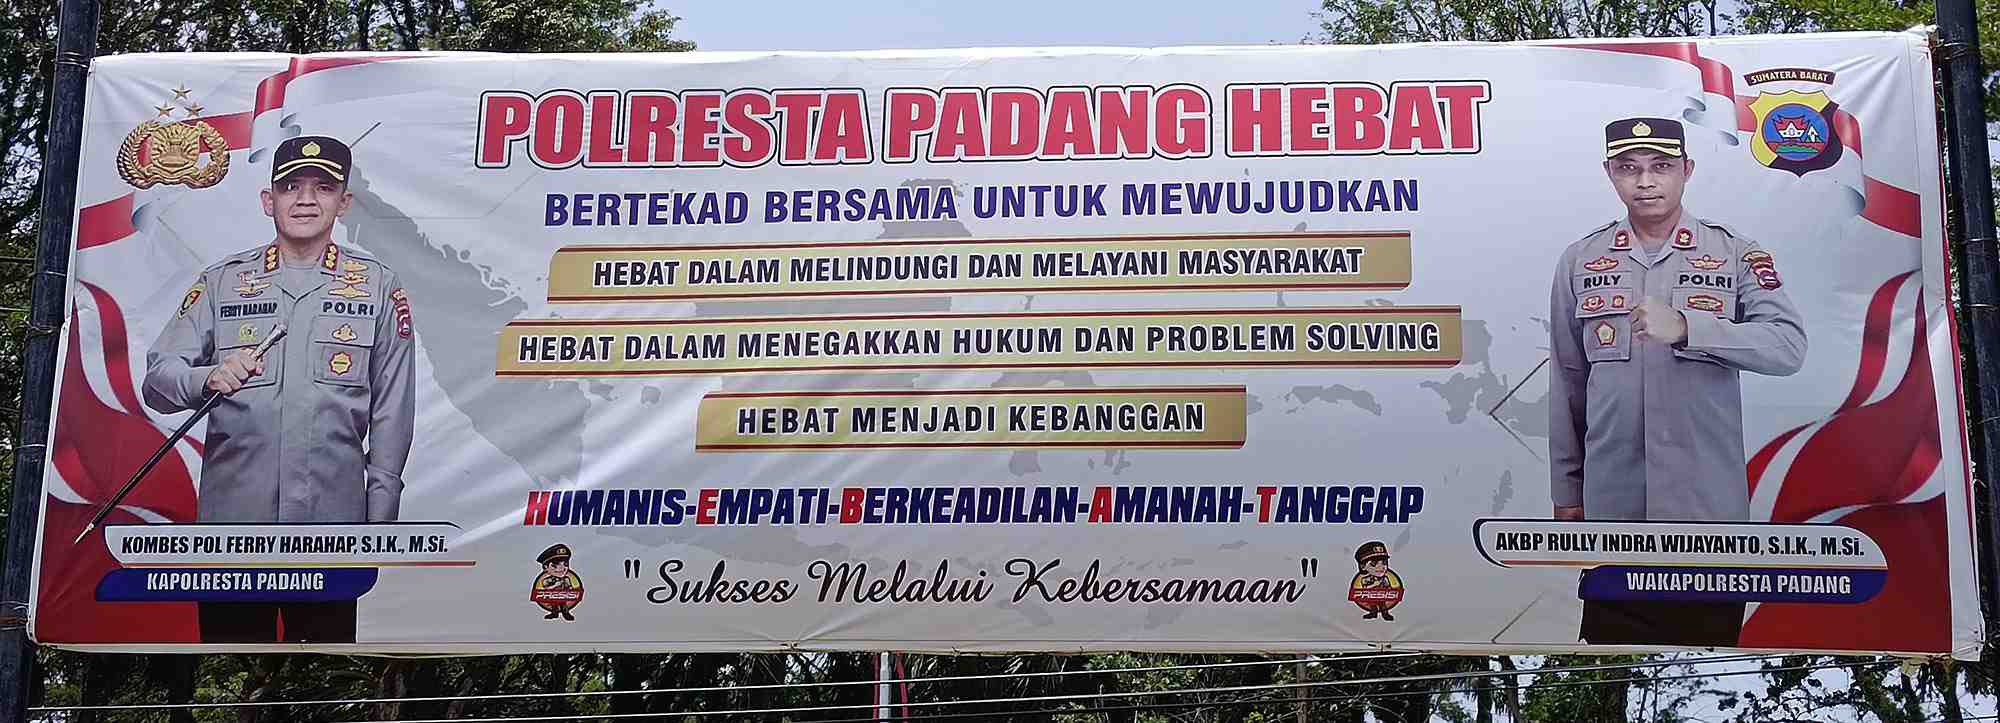 POLRESTA PADANG HEBAT
BERTEKAD BERSAMA UNTUK MEWUJUDKAN
HEBAT DALAM MELINDUNGI DAN MELAYANI MASYARAKAT
HEBAT DALAM MENEGAKKAN HUKUM DAN PROBLEM SOLVING
HEBAT MENJADI KEBANGGAN
HUMANIS-EMPATI-BERKEADILAN-AMANAH-TANGGAP
"Sukses Melalui Kebersamaan"
PRESISI
PRESISI
FERRY HARAHAP
POLRI
KOMBES POL FERRY HARAHAP, S.I.K., M.Si.
KAPOLRESTA PADANG
SUMATERA BARAT
RULY
POLRI
AKBP RULLY INDRA WIJAYANTO, S.I.K., M.Si.
WAKAPOLRESTA PADANG